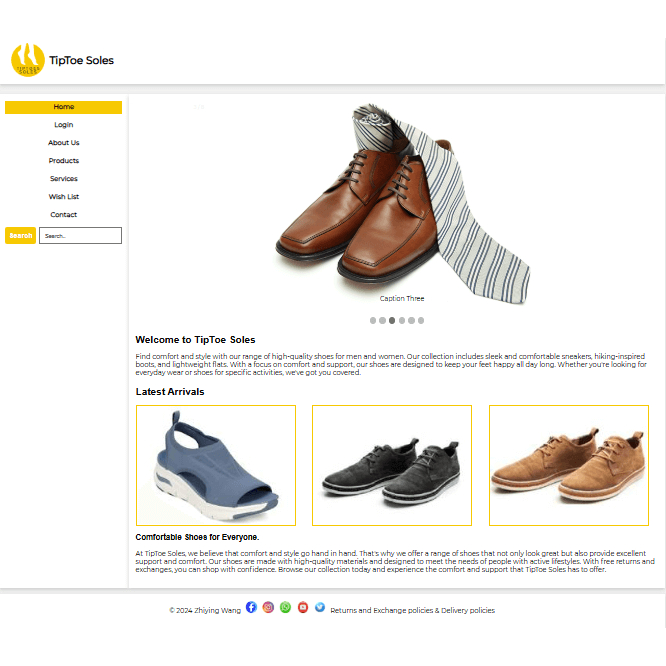 TIPTOE
SOLES
TipToe Soles
Home
Login
About Us
Products
Services
Wish List
Contact
Search
Search..
Caption Three
Welcome to TipToe Soles
Find comfort and style with our range of high-quality shoes for men and women. Our collection includes sleek and comfortable sneakers, hiking-inspired
boots, and lightweight flats. With a focus on comfort and support, our shoes are designed to keep your feet happy all day long. Whether you're looking for
everyday wear or shoes for specific activities, we've got you covered.
Latest Arrivals
Comfortable Shoes for Everyone.
At TipToe Soles, we believe that comfort and style go hand in hand. That's why we offer a range of shoes that not only look great but also provide excellent
support and comfort. Our shoes are made with high-quality materials and designed to meet the needs of people with active lifestyles. With free returns and
exchanges, you can shop with confidence. Browse our collection today and experience the comfort and support that TipToe Soles has to offer.
© 2024 Zhiying Wang Returns and Exchange policies & Delivery policies